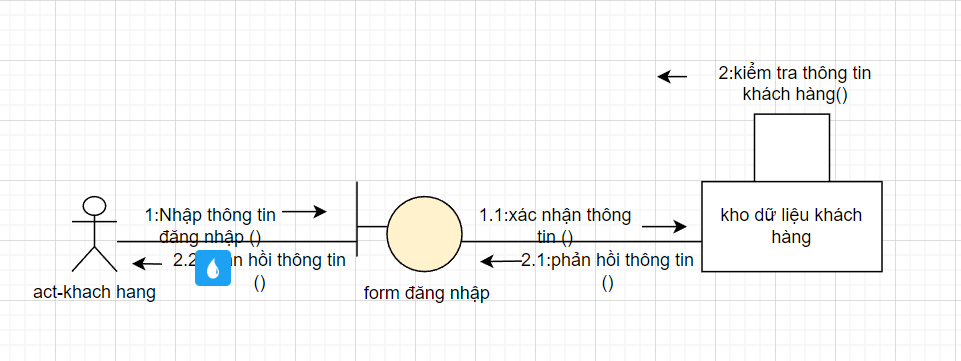 2:kiểm tra thông tin
khách hàng()
1:Nhập thông tin
đăng nhập ()
1.1:xác nhận thông
tin ()
kho dữ liệu khách
hàng
hồi thông tin
()
2.1:phản hồi thông tin
()
act-khach hang
form đăng nhập